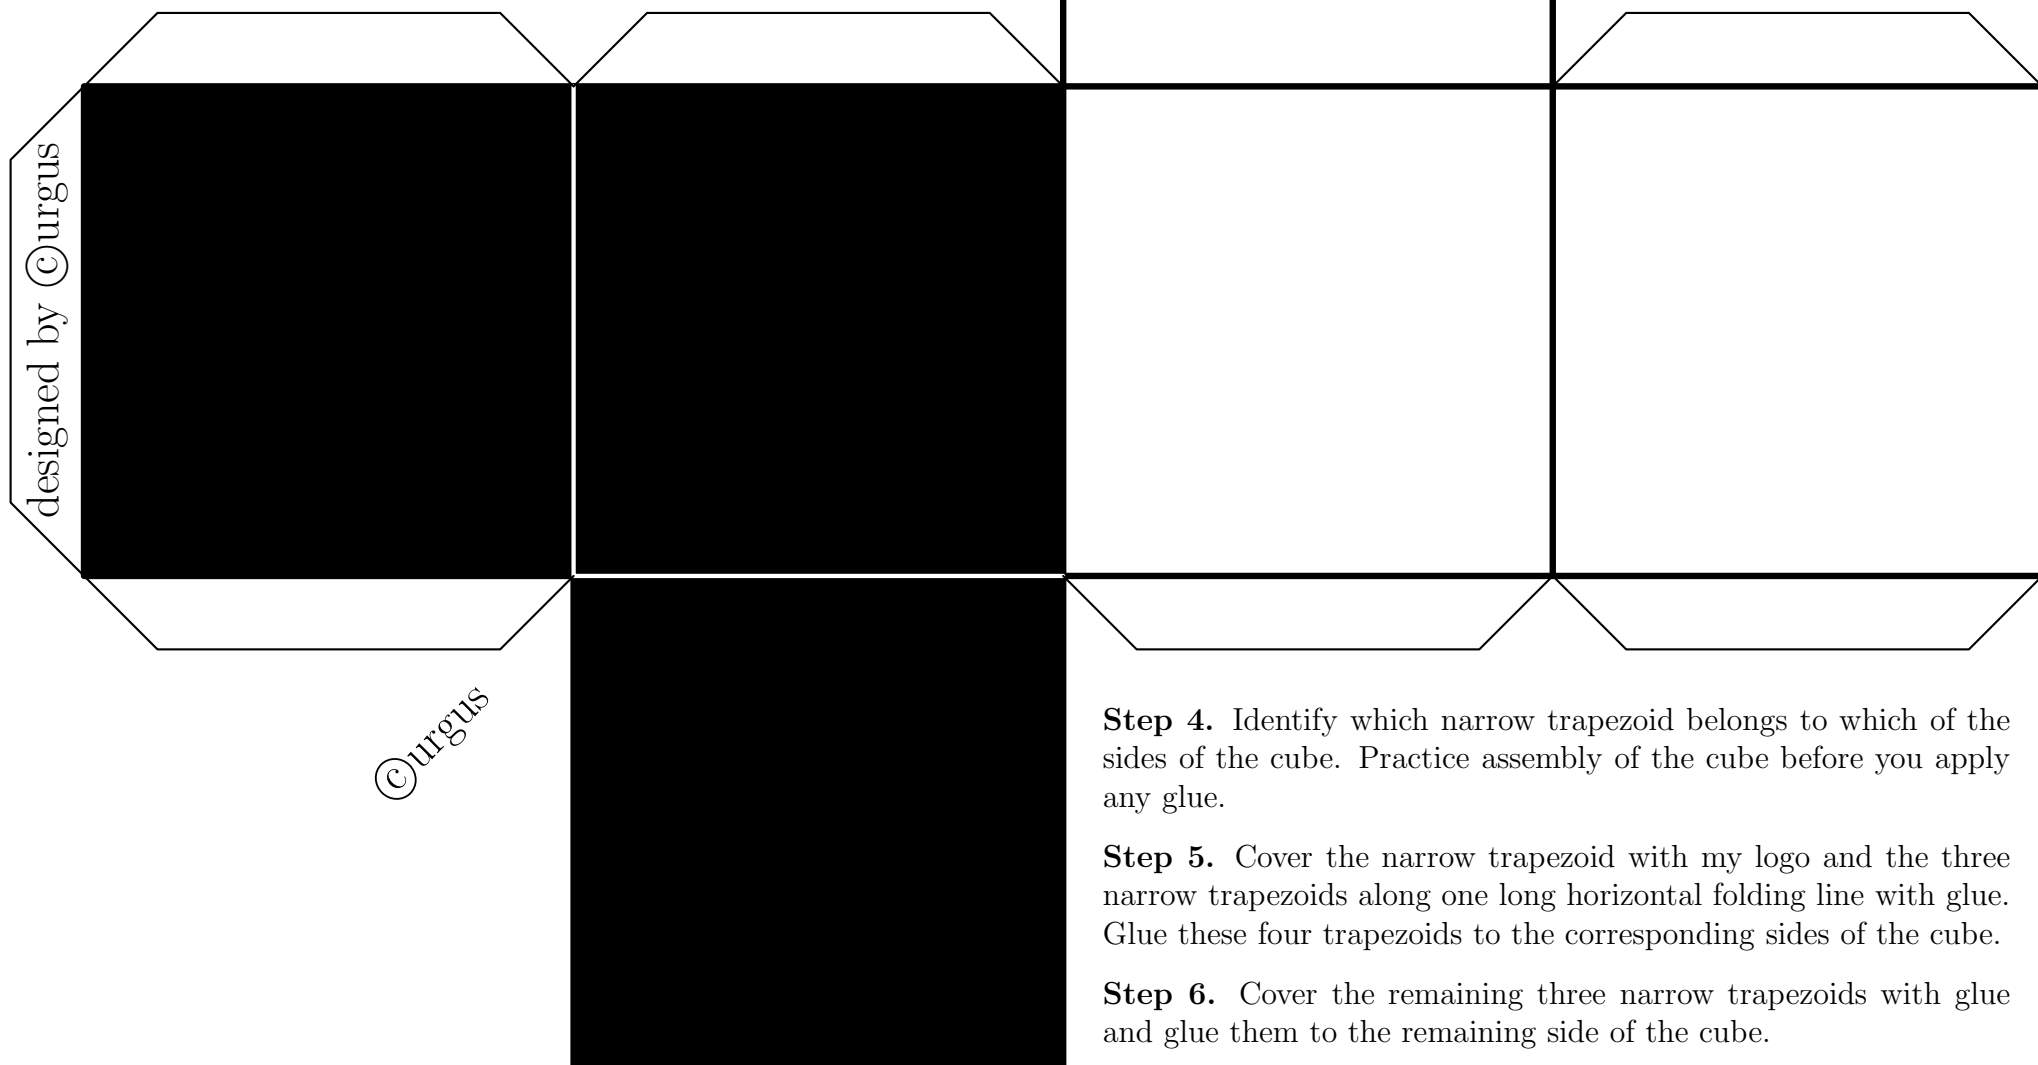 designed by ©urgus
©urgus
Step 4. Identify which narrow trapezoid belongs to which of the
sides of the cube. Practice assembly of the cube before you apply
any glue.
Step 5. Cover the narrow trapezoid with my logo and the three
narrow trapezoids along one long horizontal folding line with glue.
Glue these four trapezoids to the corresponding sides of the cube.
Step 6. Cover the remaining three narrow trapezoids with glue
and glue them to the remaining side of the cube.